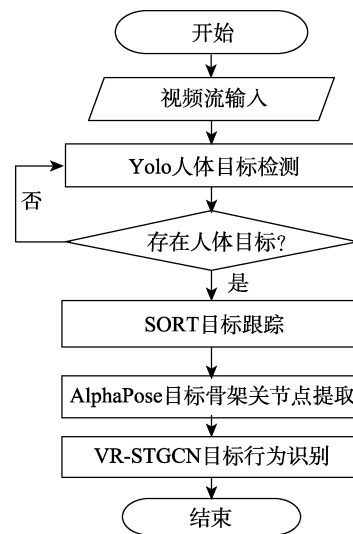 开始
视频流输入
Yolo人体目标检测
否
存在人体目标?
是
SORT目标跟踪
AlphaPose目标骨架关节点提取
VR-STGCN目标行为识别
结束